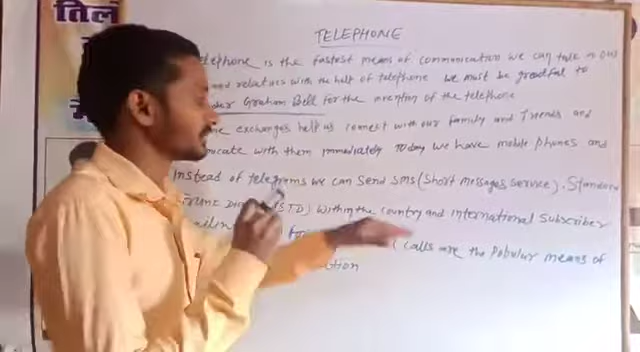 तिलं
TELEPHONE
telephone is the fastest means of communication we can talk to our
and relatives with the help of telephone we must be greatful to
Graham Bell for the invention of the telephone
exchanges help us connect with our family and friends and
with them immediately Today we have mobile phones and
Instead of telegrams we can send SMS (Short messages service). Standard
STD) within the country and international subscriber
calls are the Popular means of